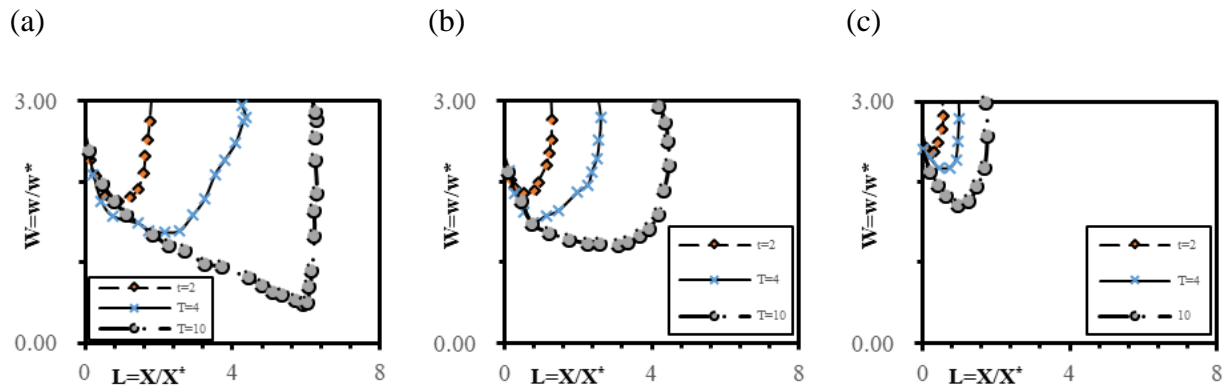 (a)
3.00
W=w/w*
0.00
0
4
8
L=X/X*
t=2
T=4
T=10
(b)
3.00
W=w/w*
0.00
0
4
8
L=X/X*
t=2
T=4
T=10
(c)
3.00
W=w/w*
0.00
0
4
8
L=X/X*
t=2
T=4
10